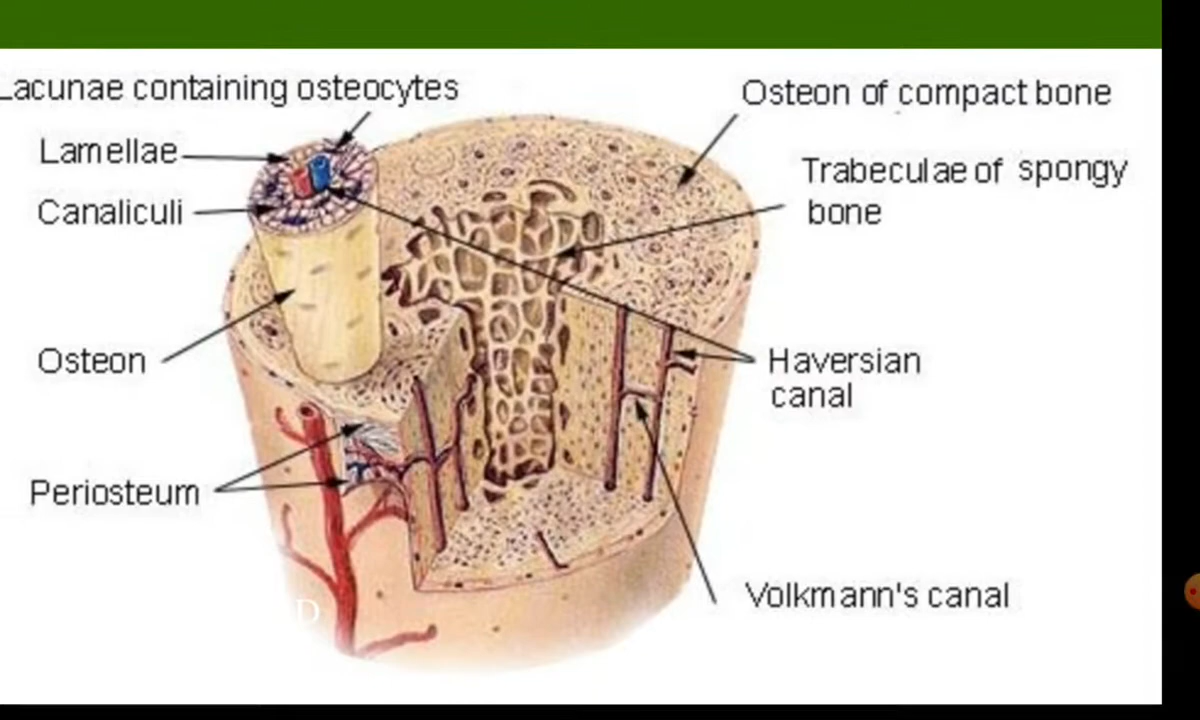 Lacunae containing osteocytes
Osteon of compact bone
Lamellae
Trabeculae of spongy
bone
Canaliculi
Osteon
Haversian
canal
Periosteum
Volkmann's canal
D